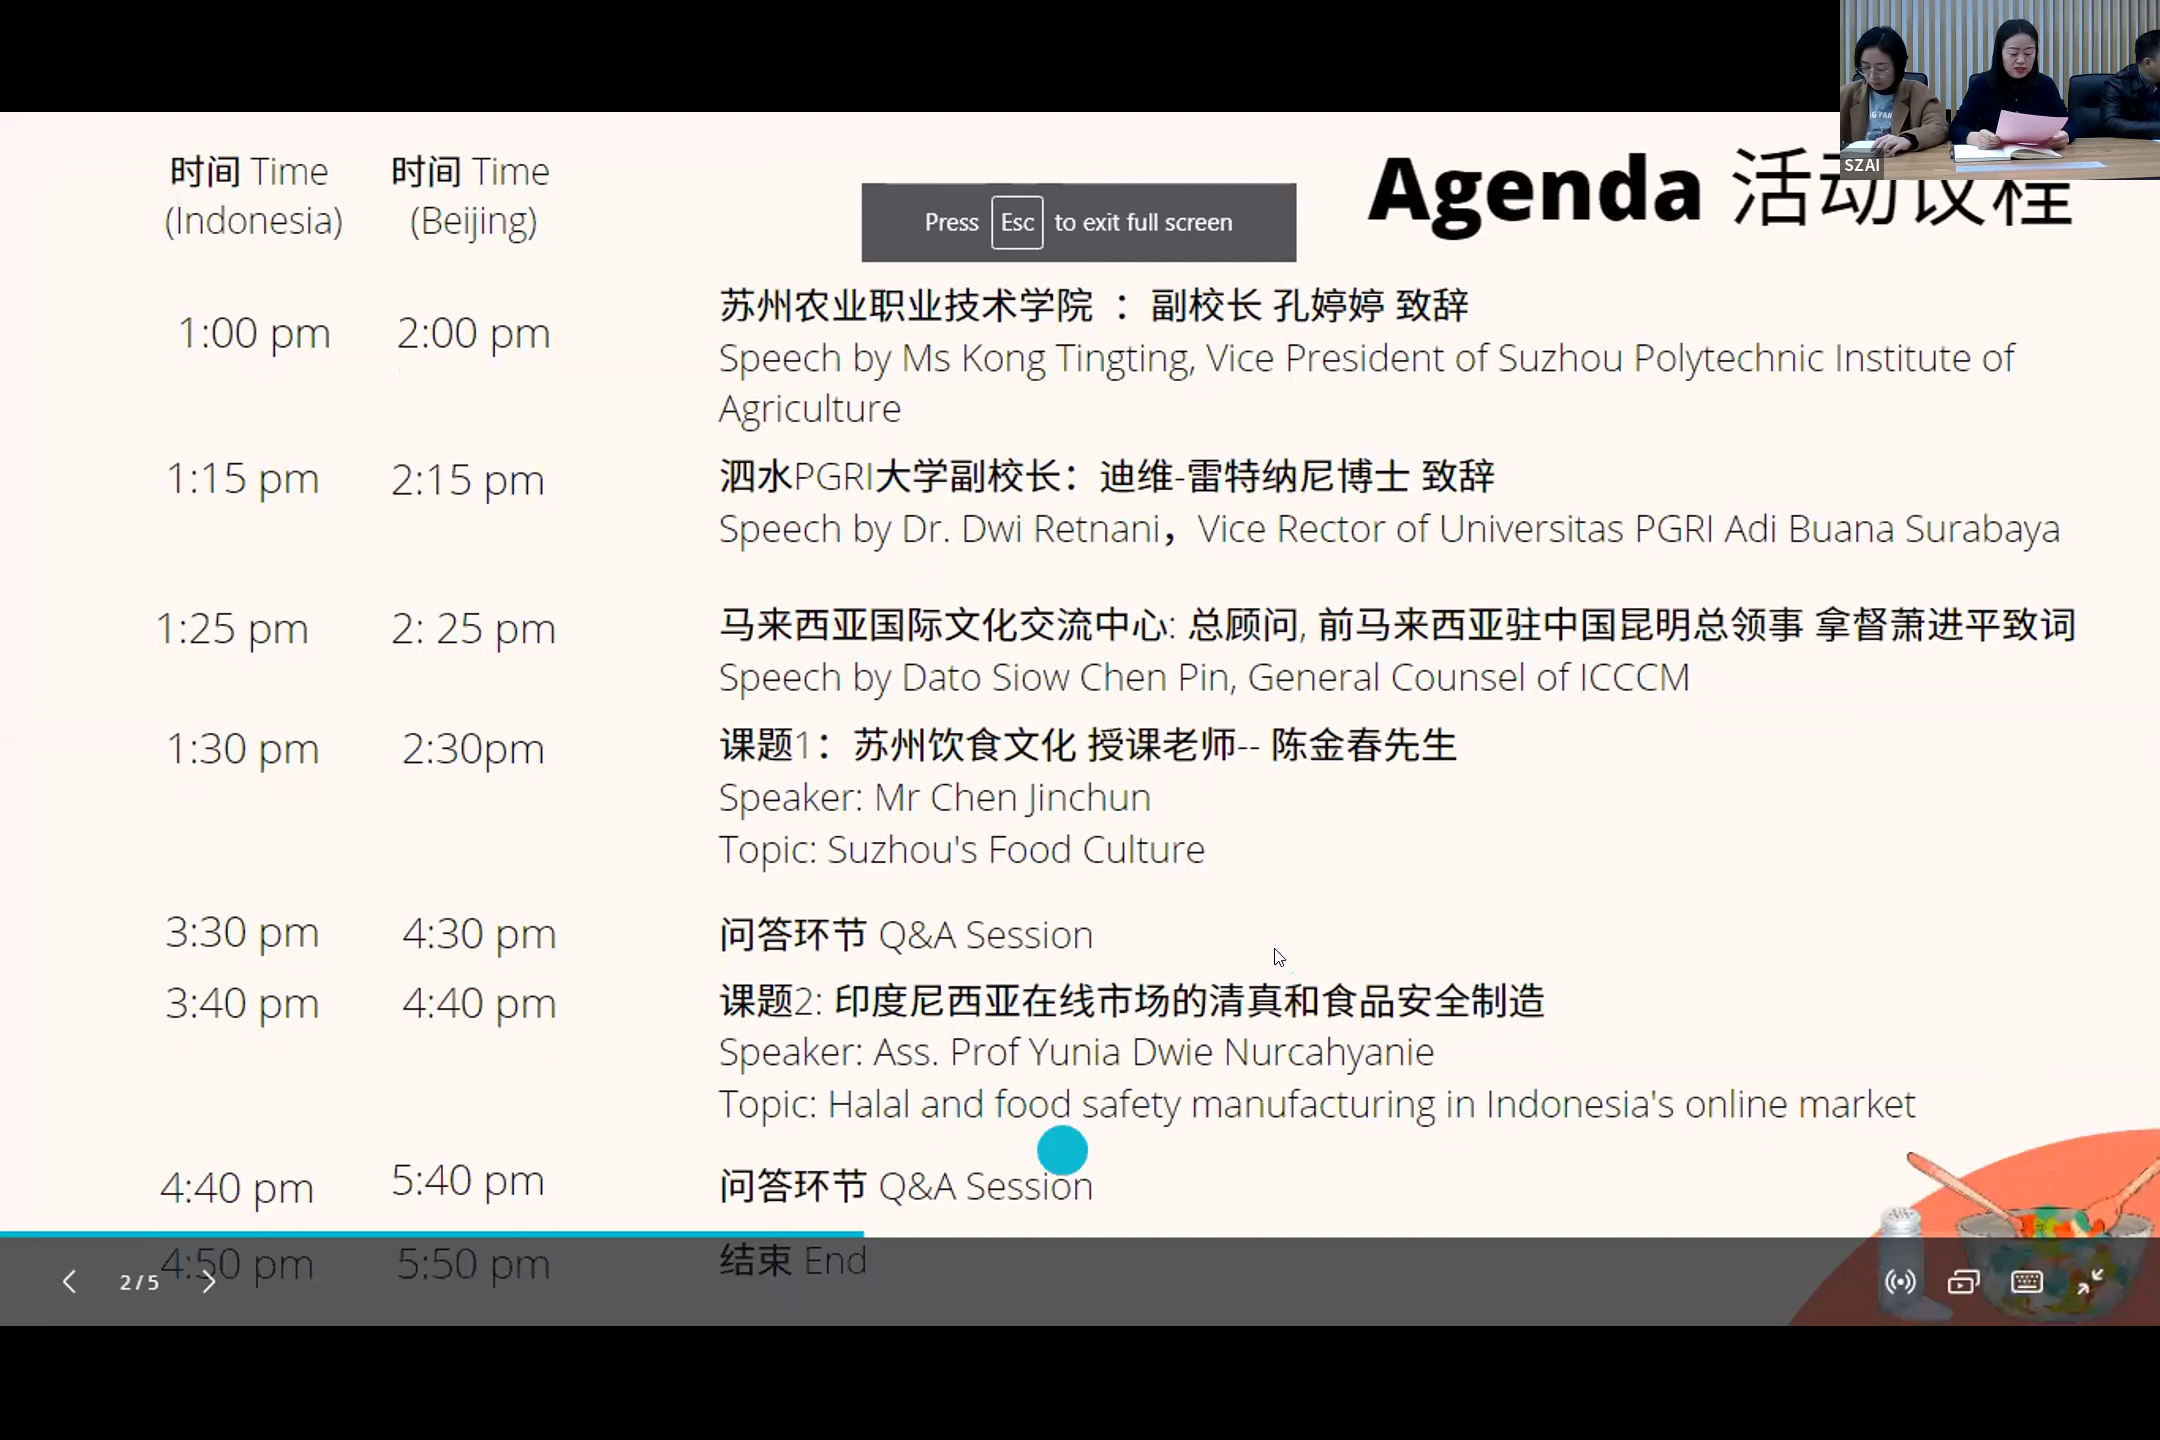 SZAI
时间 Time 时间 Time
(Indonesia) (Beijing)
Agenda 活动议程
Press Esc to exit full screen
1:00 pm 2:00 pm
苏州农业职业技术学院 ：副校长 孔婷婷 致辞
Speech by Ms Kong Tingting, Vice President of Suzhou Polytechnic Institute of
Agriculture
1:15 pm 2:15 pm
泗水PGRI大学副校长：迪维-雷特纳尼博士 致辞
Speech by Dr. Dwi Retnani，Vice Rector of Universitas PGRI Adi Buana Surabaya
1:25 pm 2: 25 pm
马来西亚国际文化交流中心: 总顾问, 前马来西亚驻中国昆明总领事 拿督萧进平致词
Speech by Dato Siow Chen Pin, General Counsel of ICCCM
1:30 pm 2:30pm
课题1：苏州饮食文化 授课老师-- 陈金春先生
Speaker: Mr Chen Jinchun
Topic: Suzhou's Food Culture
3:30 pm 4:30 pm
问答环节 Q&A Session
3:40 pm 4:40 pm
课题2: 印度尼西亚在线市场的清真和食品安全制造
Speaker: Ass. Prof Yunia Dwie Nurcahyanie
Topic: Halal and food safety manufacturing in Indonesia's online market
4:40 pm 5:40 pm
问答环节 Q&A Session
4:50 pm 5:50 pm
结束 End
2/5